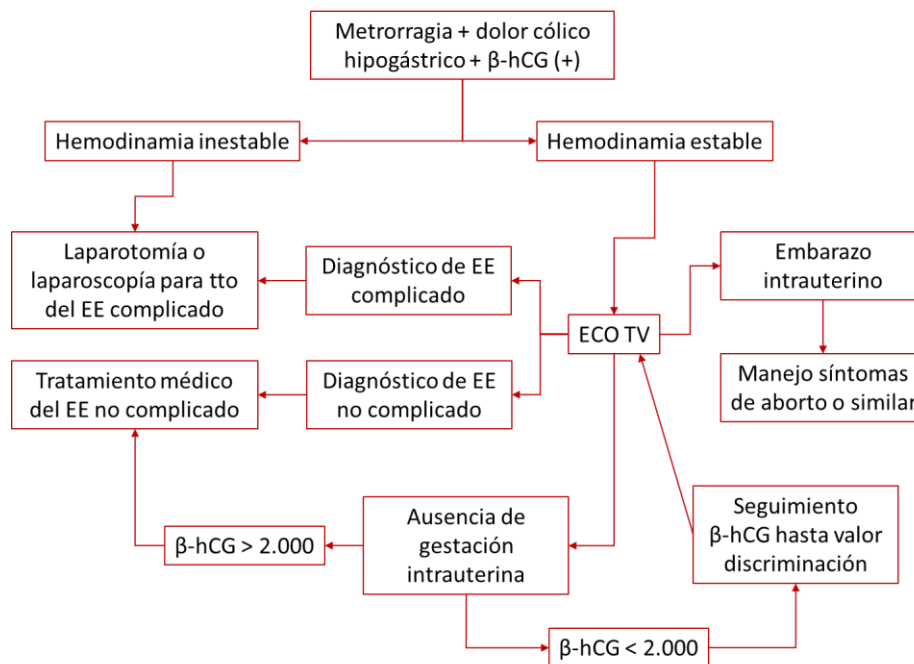 Metrorragia + dolor cólico
hipogástrico + β-hCG (+)
Hemodinamia inestable
Hemodinamia estable
Laparotomía o
laparoscopía para tto
del EE complicado
Diagnóstico de EE
complicado
Embarazo
intrauterino
ECO TV
Tratamiento médico
del EE no complicado
Diagnóstico de EE
no complicado
Manejo síntomas
de aborto o similar
β-hCG > 2.000
Ausencia de
gestación
intrauterina
Seguimiento
β-hCG hasta valor
discriminación
β-hCG < 2.000